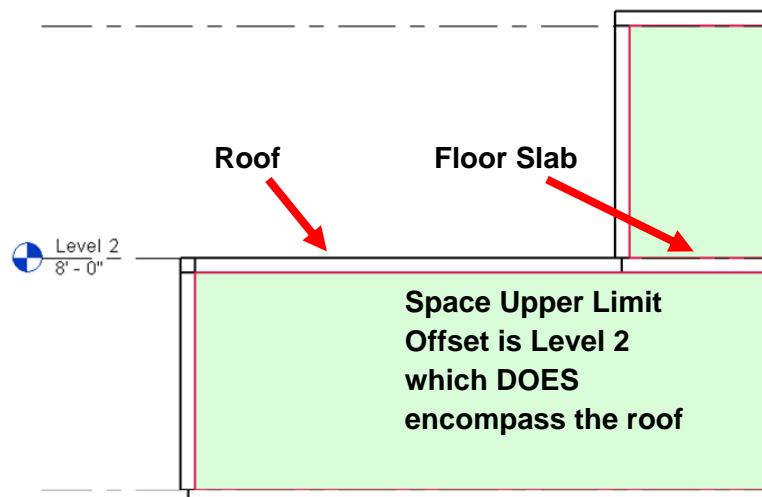 Roof
Floor Slab
Level 2
8' - 0"
Space Upper Limit
Offset is Level 2
which DOES
encompass the roof